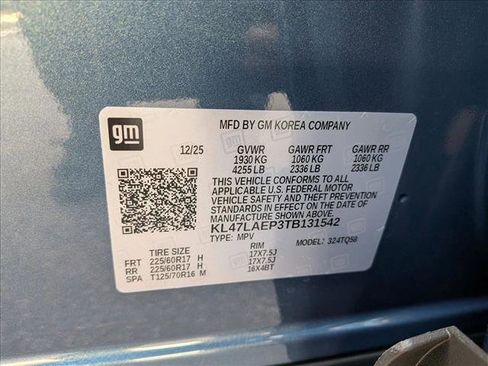 gm
MFD BY GM KOREA COMPANY
12/25 GVWR GAWR FRT GAWR RR
1930 KG 1060 KG 1060 KG
4255 LB 2336 LB 2336 LB
THIS VEHICLE CONFORMS TO ALL
APPLICABLE U.S. FEDERAL MOTOR
VEHICLE SAFETY AND THEFT PREVENTION
STANDARDS IN EFFECT ON THE DATE OF
MANUFACTURE SHOWN ABOVE.
KL47LAEP3TB131542
TYPE: MPV MODEL: 324TQ58
TIRE SIZE RIM
FRT 225/60R17 H 17X7.5J
RR 225/60R17 H 17X7.5J
SPA T125/70R16 M 16X4BT